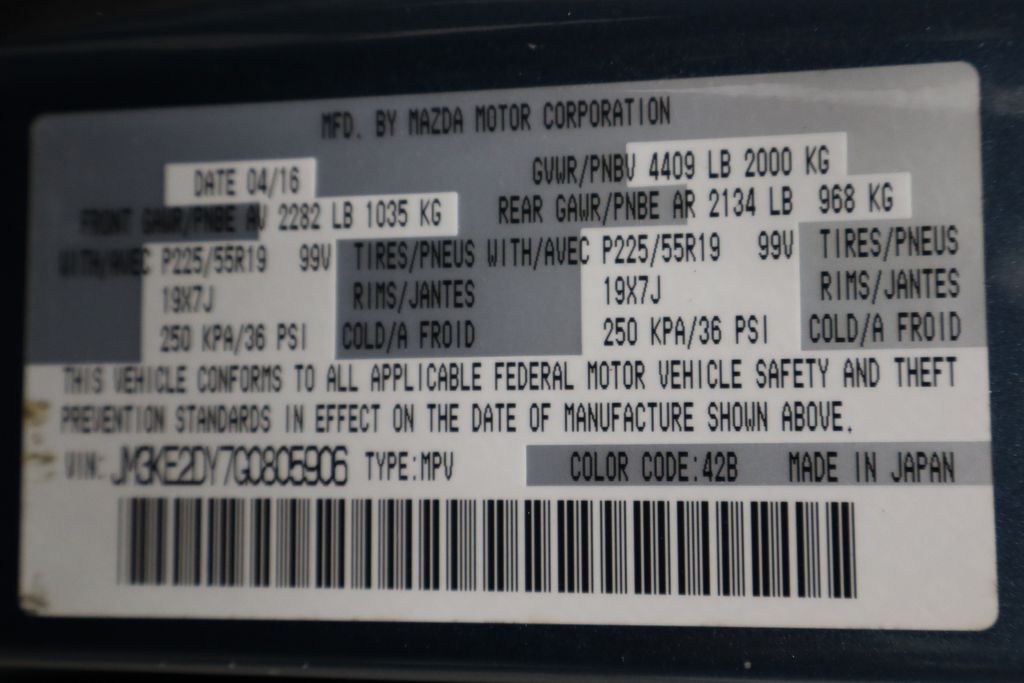 MFD. BY MAZDA MOTOR CORPORATION
DATE 04/16 GVWR/PNBV 4409 LB 2000 KG
FRONT GAWR/PNBE AV 2282 LB 1035 KG REAR GAWR/PNBE AR 2134 LB 968 KG
WITH/AVEC P225/55R19 99V TIRES/PNEUS WITH/AVEC P225/55R19 99V TIRES/PNEUS
19X7J RIMS/JANTES 19X7J RIMS/JANTES
250 KPA/36 PSI COLD/A FROID 250 KPA/36 PSI COLD/A FROID
THIS VEHICLE CONFORMS TO ALL APPLICABLE FEDERAL MOTOR VEHICLE SAFETY AND THEFT
PREVENTION STANDARDS IN EFFECT ON THE DATE OF MANUFACTURE SHOWN ABOVE.
VIN: JM3KE2DY7G0805906 TYPE:MPV COLOR CODE:42B MADE IN JAPAN